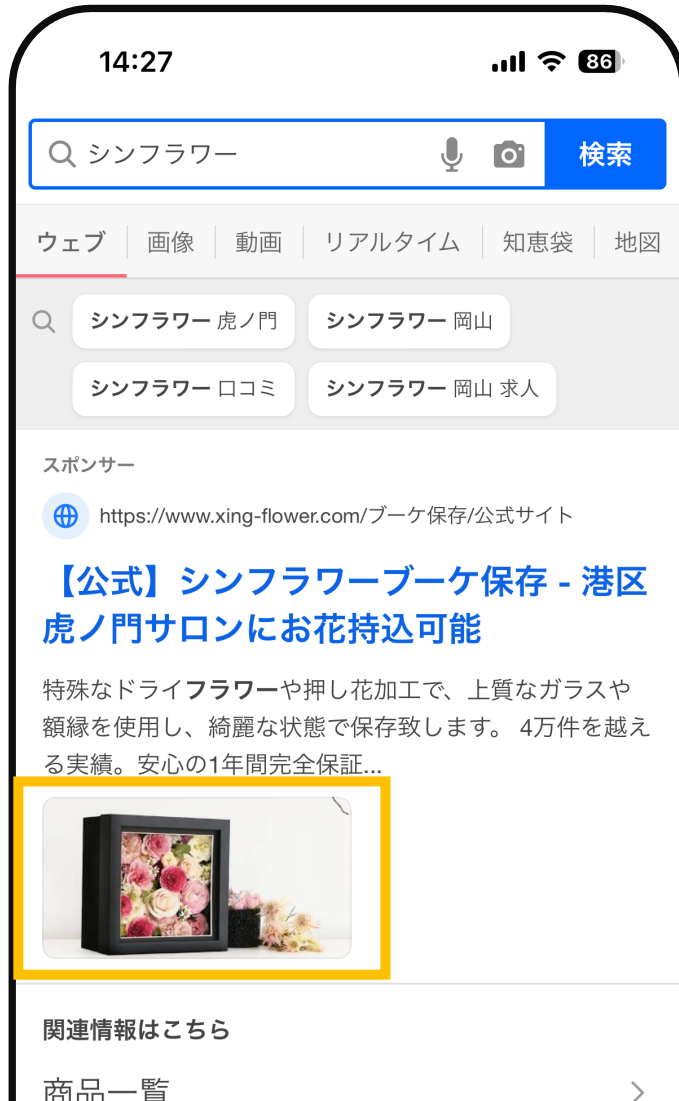 14:27
86
シンフラワー
検索
ウェブ
画像
動画
リアルタイム
知恵袋
地図
シンフラワー 虎ノ門
シンフラワー 岡山
シンフラワー 口コミ
シンフラワー 岡山 求人
スポンサー
https://www.xing-flower.com/ブーケ保存/公式サイト
【公式】シンフラワーブーケ保存 - 港区
虎ノ門サロンにお花持込可能
特殊なドライフラワーや押し花加工で、上質なガラスや
額縁を使用し、綺麗な状態で保存致します。 4万件を越え
る実績。安心の1年間完全保証...
関連情報はこちら
商品一覧